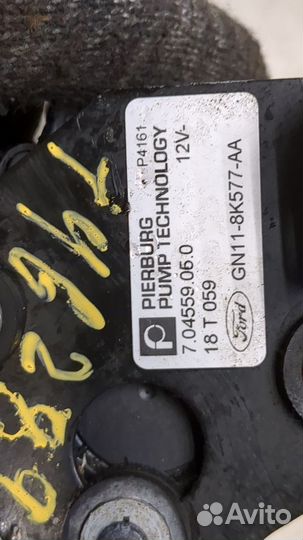 P4161
PIERBURG
PUMP TECHNOLOGY
12V-
7.04559.06.0
18 T 059
GN11-8K577-AA
Ford
Avito